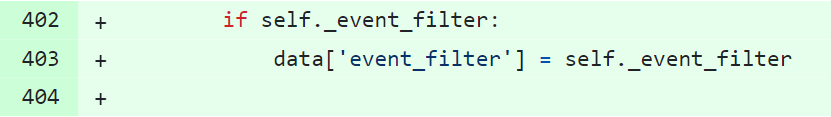 402 + if self._event_filter:
403 + data['event_filter'] = self._event_filter
404 +